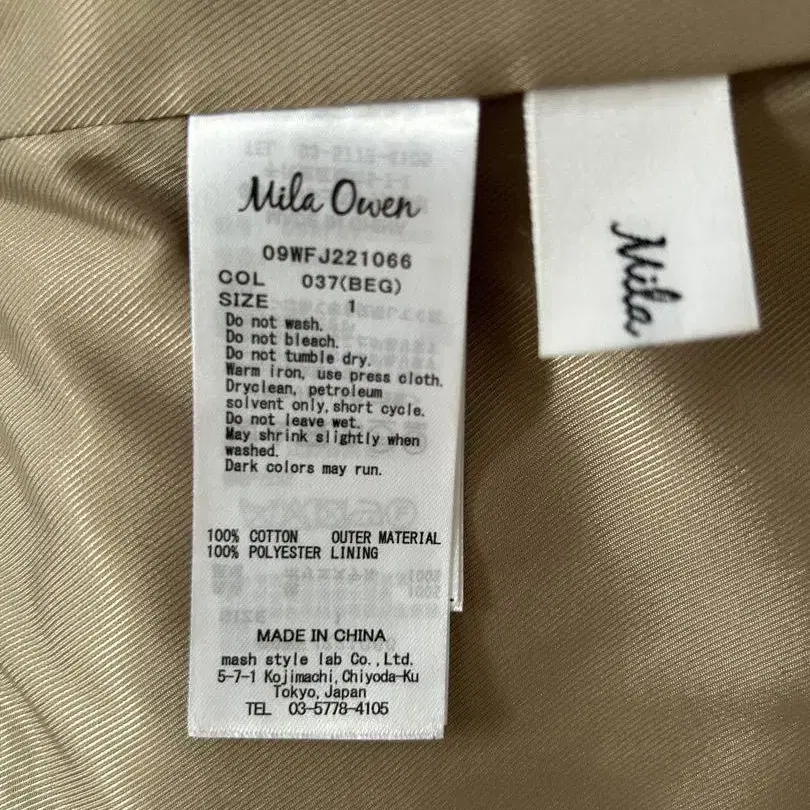 Mila Owen
09WFJ221066
COL 037(BEG)
SIZE 1
Do not wash.
Do not bleach.
Do not tumble dry.
Warm iron, use press cloth.
Dryclean, petroleum
solvent only, short cycle.
Do not leave wet.
May shrink slightly when
washed.
Dark colors may run.
100% COTTON OUTER MATERIAL
100% POLYESTER LINING
MADE IN CHINA
mash style lab Co.,Ltd.
5-7-1 Kojimachi,Chiyoda-Ku
Tokyo,Japan
TEL 03-5778-4105
Mila